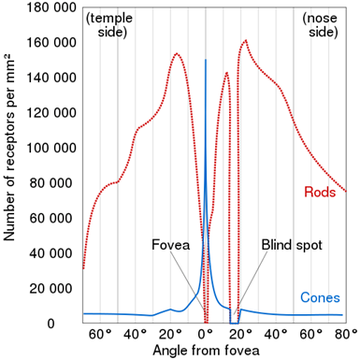 180 000
(temple
side)
(nose
side)
160 000
140 000
120 000
100 000
80 000
60 000
40 000
20 000
0
Number of receptors per mm²
Rods
Fovea
Blind spot
Cones
60° 40° 20° 0° 20° 40° 60° 80°
Angle from fovea